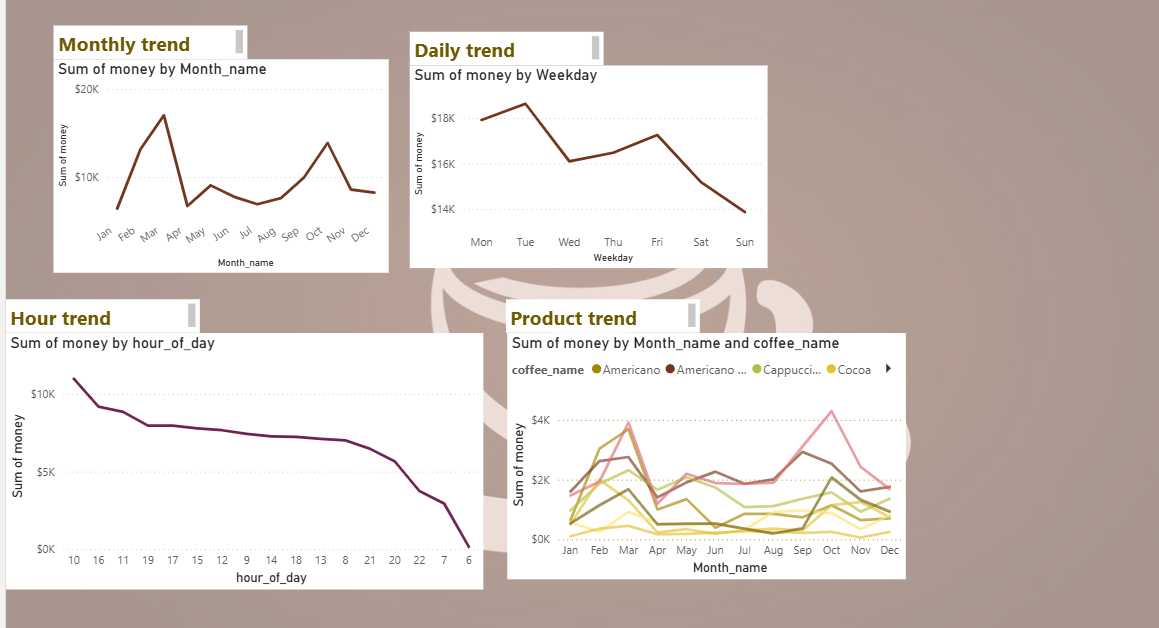 Monthly trend
Sum of money by Month_name
$20K
$10K
Sum of money
Jan Feb Mar Apr May Jun Jul Aug Sep Oct Nov Dec
Month_name
Daily trend
Sum of money by Weekday
$18K
$16K
$14K
Sum of money
Mon Tue Wed Thu Fri Sat Sun
Weekday
Hour trend
Sum of money by hour_of_day
$10K
$5K
$0K
Sum of money
10 16 11 19 17 15 12 9 14 18 13 8 21 20 22 7 6
hour_of_day
Product trend
Sum of money by Month_name and coffee_name
coffee_name Americano Americano ... Cappucci... Cocoa
$4K
$2K
$0K
Sum of money
Jan Feb Mar Apr May Jun Jul Aug Sep Oct Nov Dec
Month_name